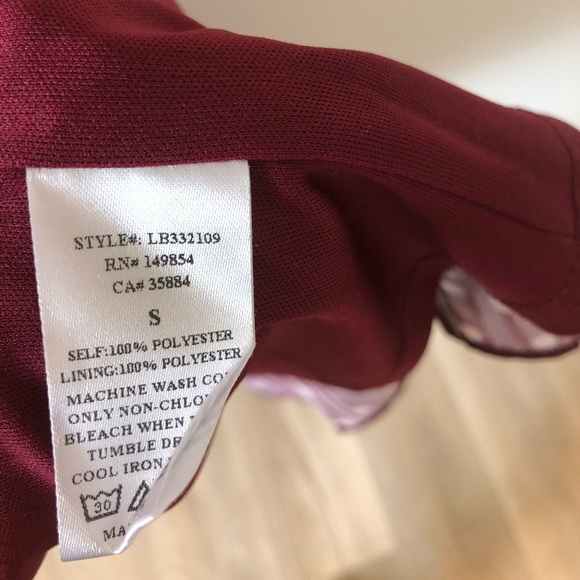 STYLE#: LB332109
RN# 149854
CA# 35884
S
SELF:100% POLYESTER
LINING:100% POLYESTER
MACHINE WASH
ONLY
BLEACH WHEN
TUMBLE
COOL IRON
30